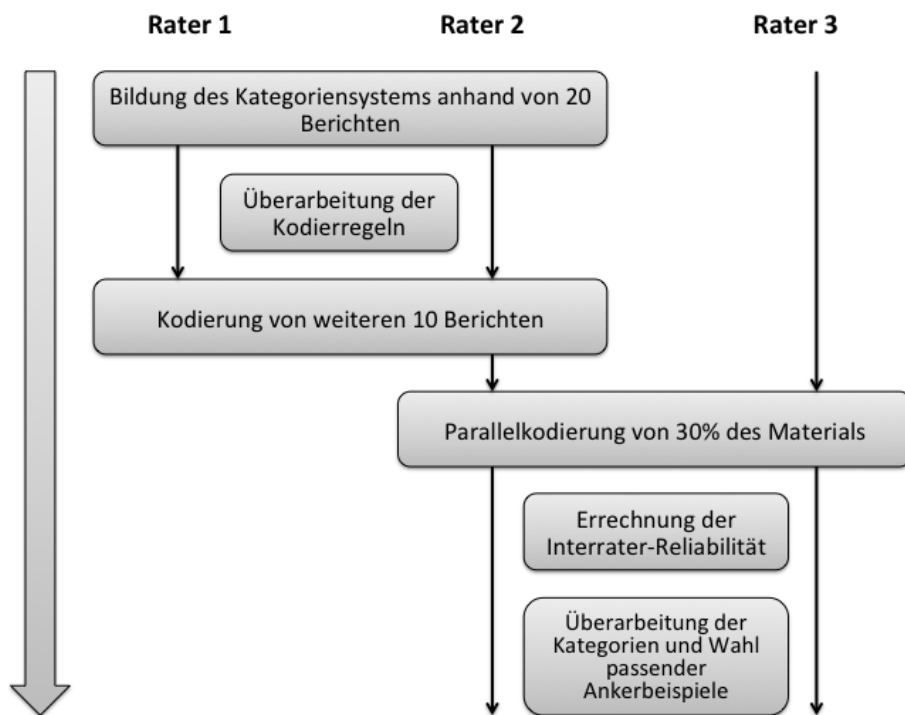 Rater 1
Rater 2
Rater 3
Bildung des Kategoriensystems anhand von 20
Berichten
Überarbeitung der
Kodierregeln
Kodierung von weiteren 10 Berichten
Parallelkodierung von 30% des Materials
Errechnung der
Interrater-Reliabilität
Überarbeitung der
Kategorien und Wahl
passender
Ankerbeispiele